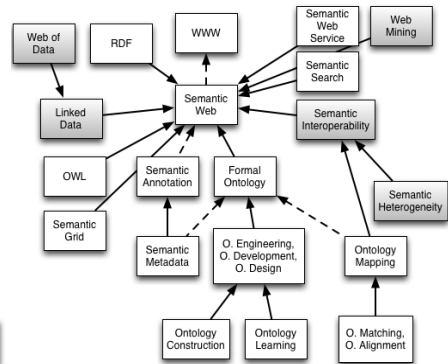 Web of
Data
RDF
WWW
Semantic
Web
Service
Web
Mining
Semantic
Search
Linked
Data
Semantic
Web
Semantic
Interoperability
OWL
Semantic
Annotation
Formal
Ontology
Semantic
Heterogeneity
Semantic
Grid
Semantic
Metadata
O. Engineering,
O. Development,
O. Design
Ontology
Mapping
Ontology
Construction
Ontology
Learning
O. Matching,
O. Alignment